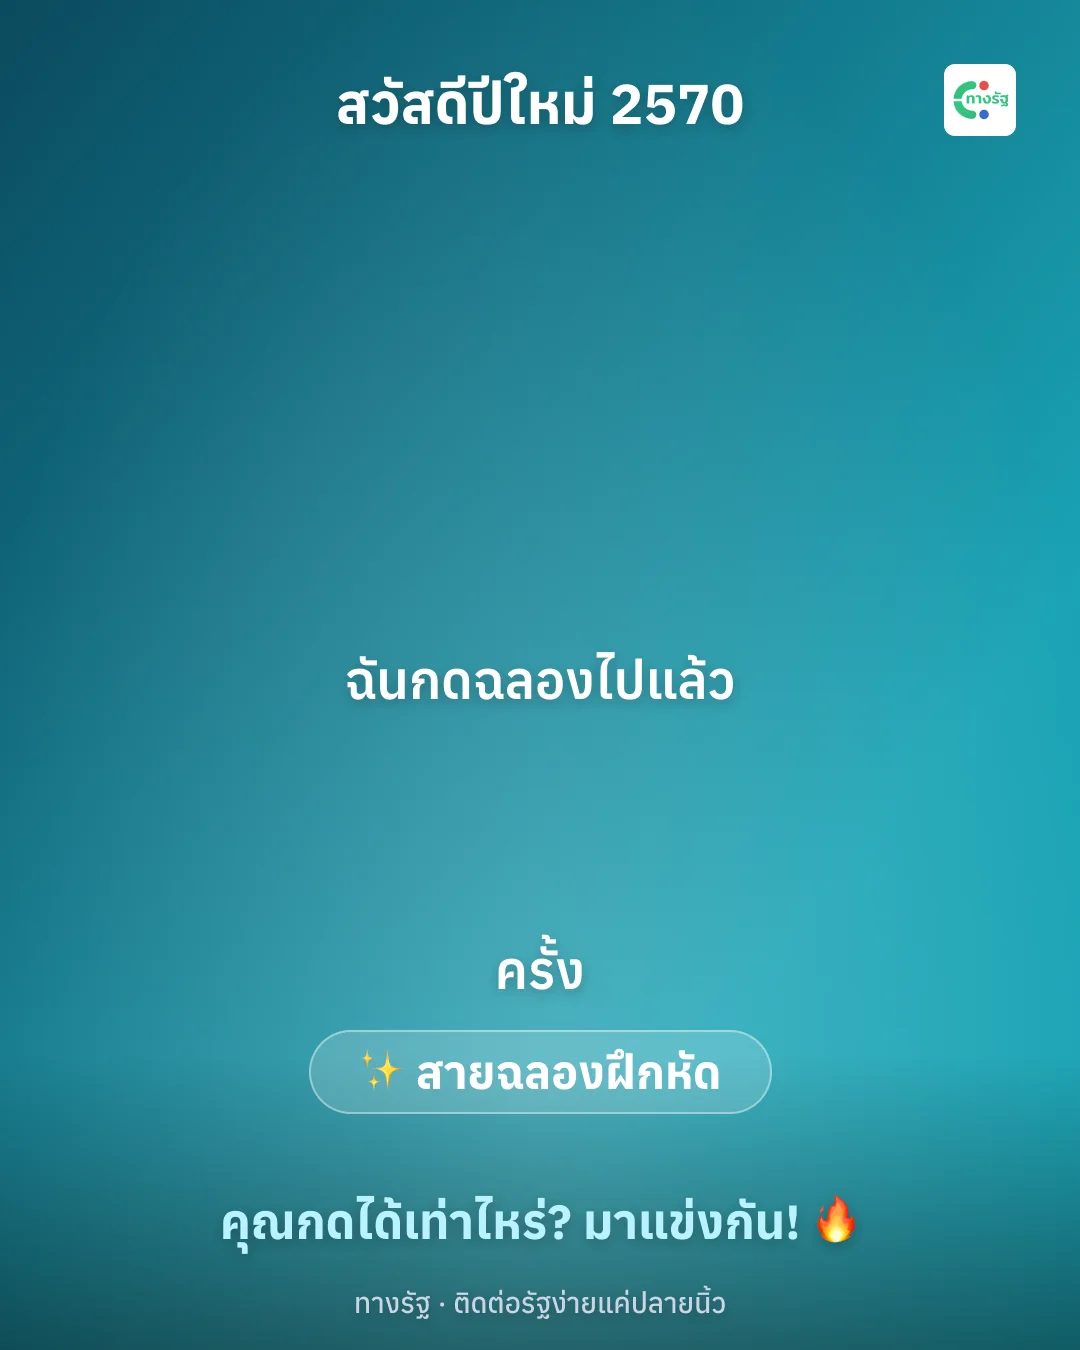 สวัสดีปีใหม่ 2570
ทางรัฐ
ฉันกดฉลองไปแล้ว
ครั้ง
✨ สายฉลองฝึกหัด
คุณกดได้เท่าไหร่? มาแข่งกัน! 🔥
ทางรัฐ · ติดต่อรัฐง่ายแค่ปลายนิ้ว